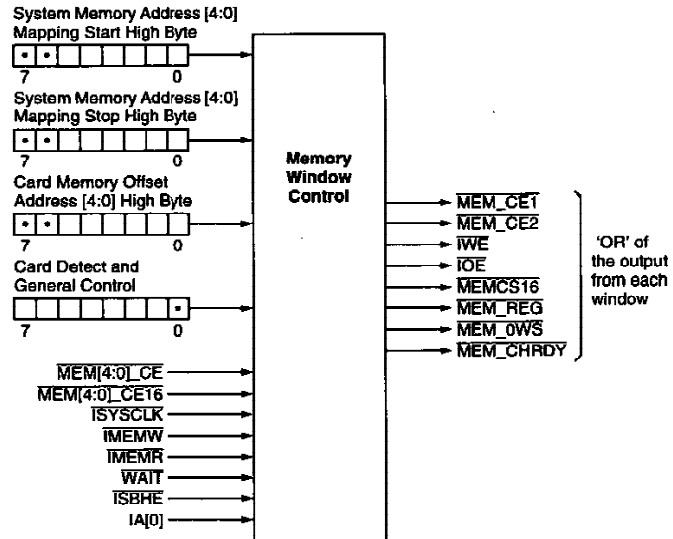 System Memory Address [4:0]
Mapping Start High Byte
7 0
System Memory Address [4:0]
Mapping Stop High Byte
7 0
Card Memory Offset
Address [4:0] High Byte
7 0
Card Detect and
General Control
7 0
MEM[4:0]_CE
MEM[4:0]_CE16
ISYSCLK
IMEMW
IMEMR
WAIT
ISBHE
IA[0]
Memory
Window
Control
MEM_CE1
MEM_CE2
IWE
IOE
MEMCS16
MEM_REG
MEM_0WS
MEM_CHRDY
'OR' of
the output
from each
window